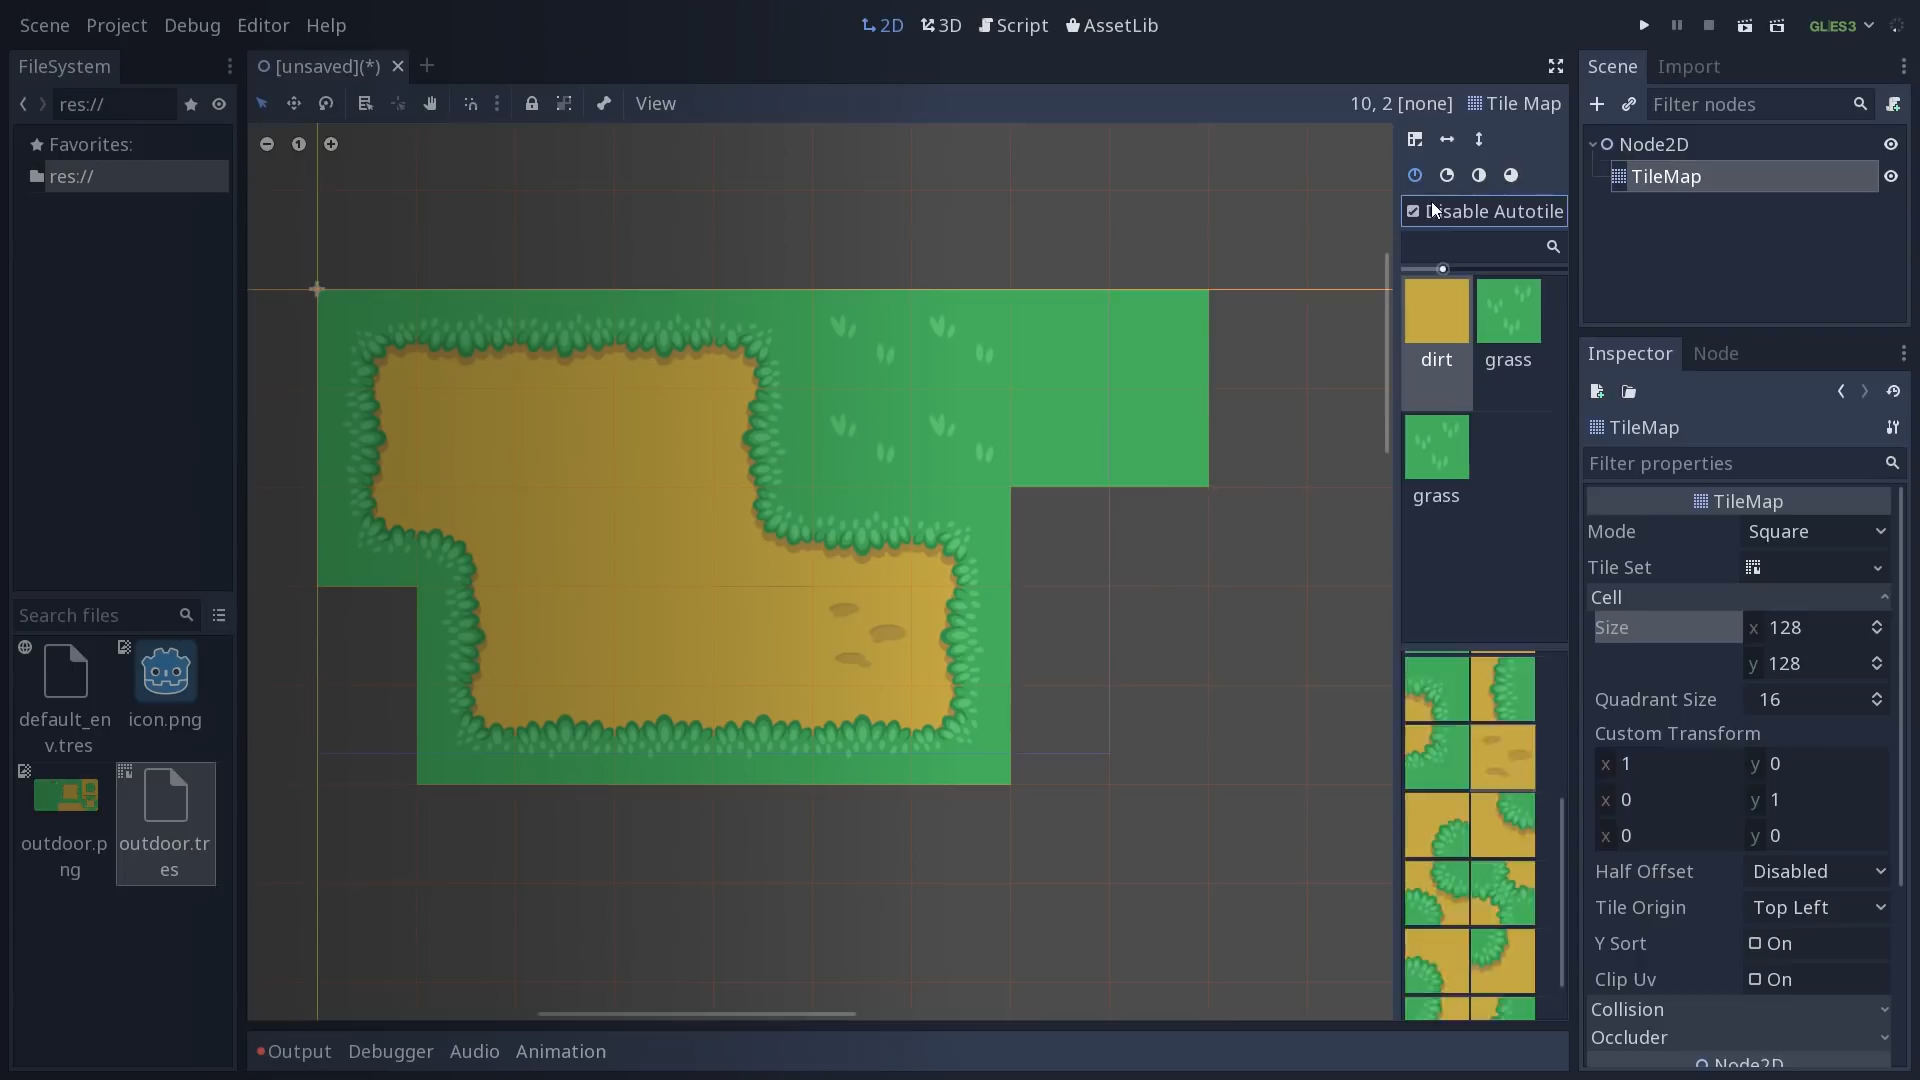 Scene Project Debug Editor Help
2D 3D Script AssetLib
GLES3
FileSystem
res://
Favorites:
res://
Search files
default_en
v.tres
icon.png
outdoor.p
ng
outdoor.tr
es
[unsaved](*)
View
10, 2 [none] Tile Map
1
Disable Autotile
dirt
grass
grass
Output Debugger Audio Animation
Scene Import
Filter nodes
Node2D
TileMap
Inspector Node
TileMap
Filter properties
TileMap
Mode Square
Tile Set
Cell
Size x 128
y 128
Quadrant Size 16
Custom Transform
x 1 y 0
x 0 y 1
x 0 y 0
Half Offset Disabled
Tile Origin Top Left
Y Sort On
Clip Uv On
Collision
Occluder
Node2D